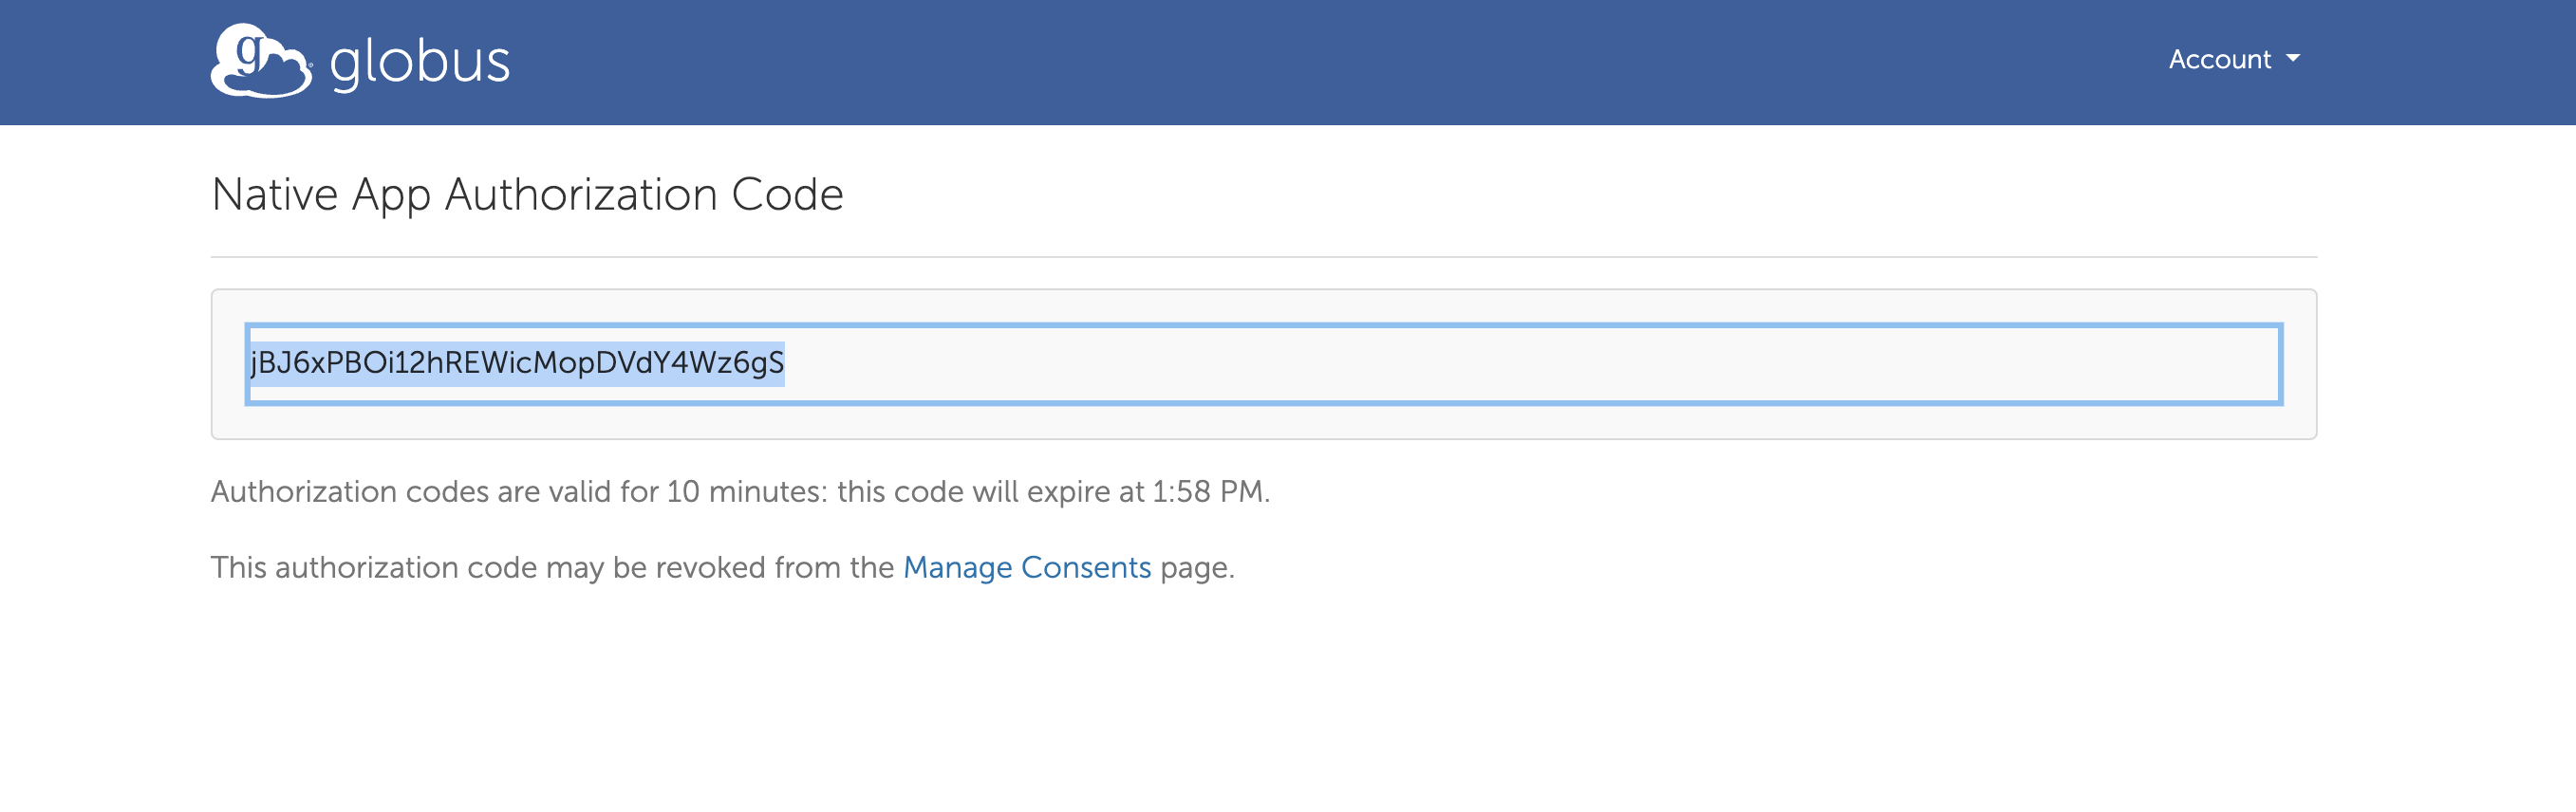 globus
Account
Native App Authorization Code
jBJ6xPBOi12hREWicMopDVdY4Wz6gS
Authorization codes are valid for 10 minutes: this code will expire at 1:58 PM.
This authorization code may be revoked from the Manage Consents page.